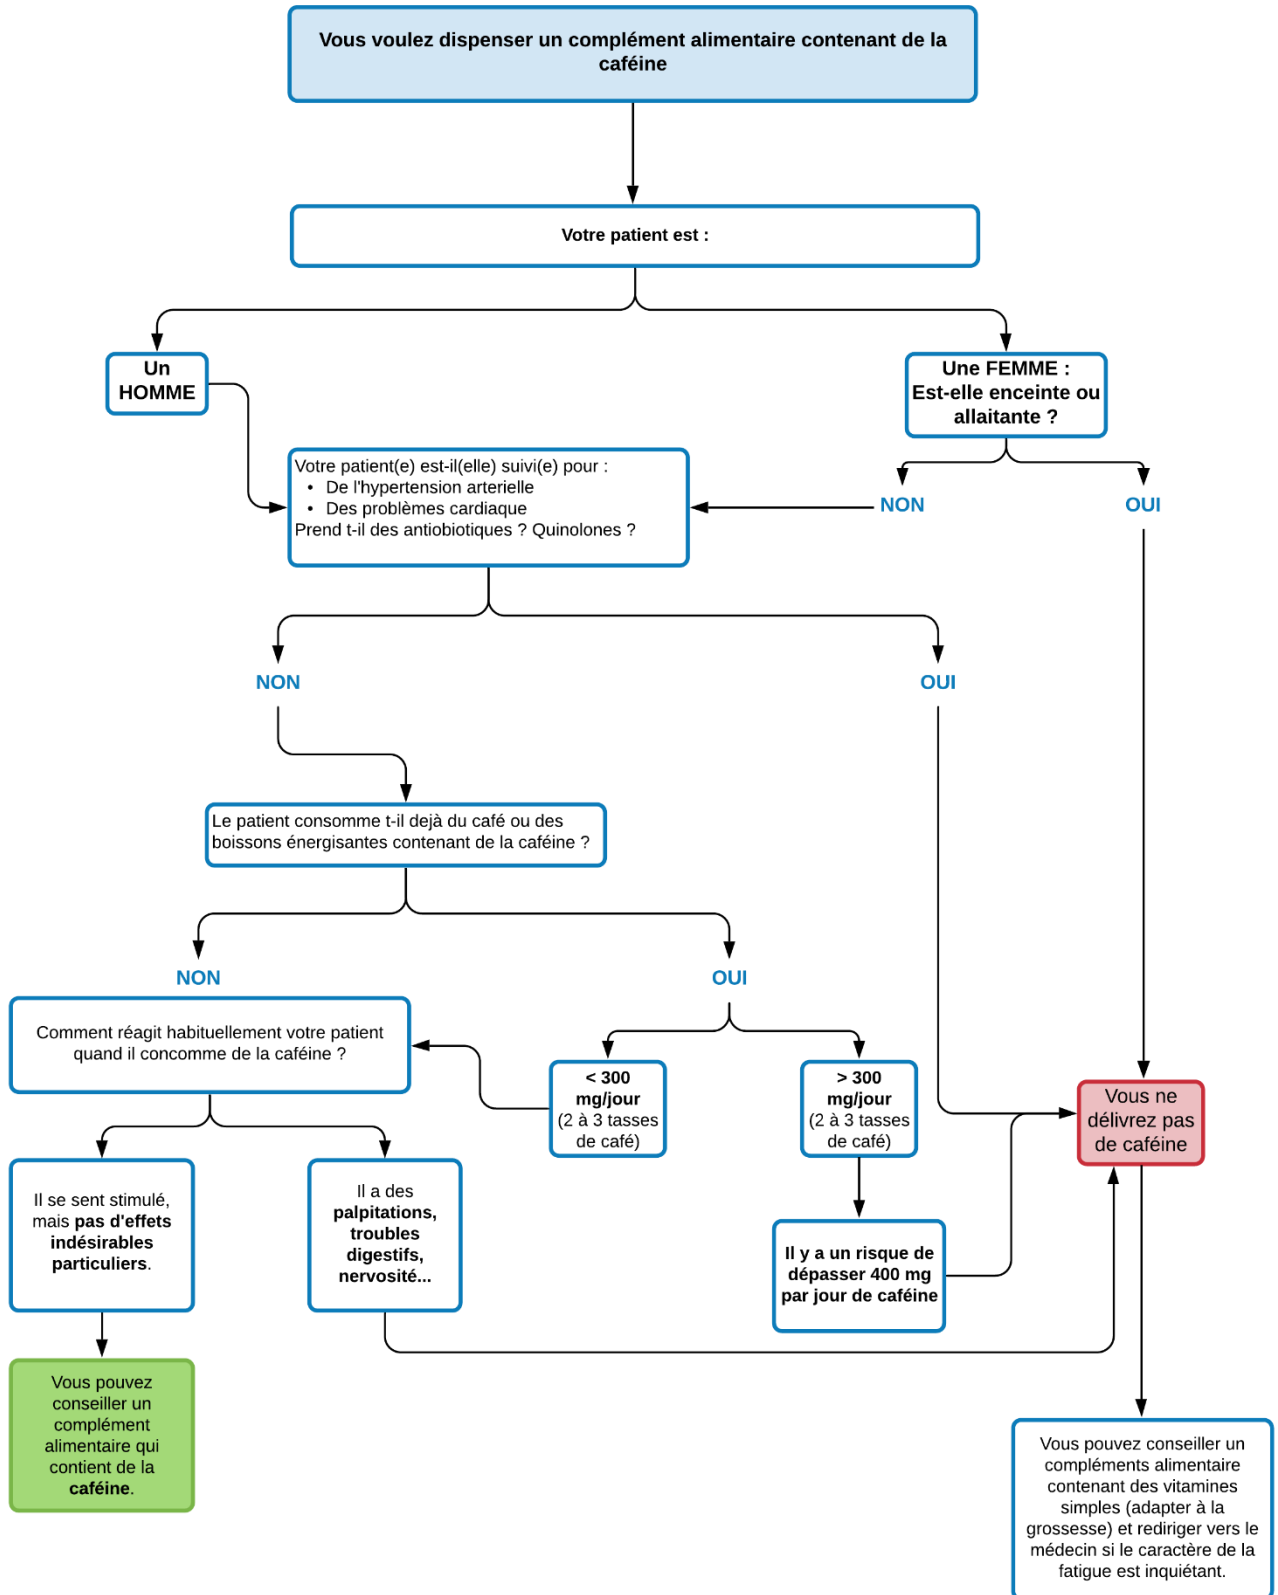 Vous voulez dispenser un complément alimentaire contenant de la
caféine
Votre patient est :
Un
HOMME
Une FEMME :
Est-elle enceinte ou
allaitante ?
Votre patient(e) est-il(elle) suivi(e) pour :
• De l'hypertension arterielle
• Des problèmes cardiaque
Prend t-il des antiobiotiques ? Quinolones ?
NON
OUI
NON
OUI
Le patient consomme t-il dejà du café ou des
boissons énergisantes contenant de la caféine ?
NON
OUI
Comment réagit habituellement votre patient
quand il concomme de la caféine ?
< 300
mg/jour
(2 à 3 tasses
de café)
> 300
mg/jour
(2 à 3 tasses
de café)
Vous ne
délivrez pas
de caféine
Il se sent stimulé,
mais pas d'effets
indésirables
particuliers.
Il a des
palpitations,
troubles
digestifs,
nervosité...
Il y a un risque de
dépasser 400 mg
par jour de caféine
Vous pouvez
conseiller un
complément
alimentaire qui
contient de la
caféine.
Vous pouvez conseiller un
compléments alimentaire
contenant des vitamines
simples (adapter à la
grossesse) et rediriger vers le
médecin si le caractère de la
fatigue est inquiétant.